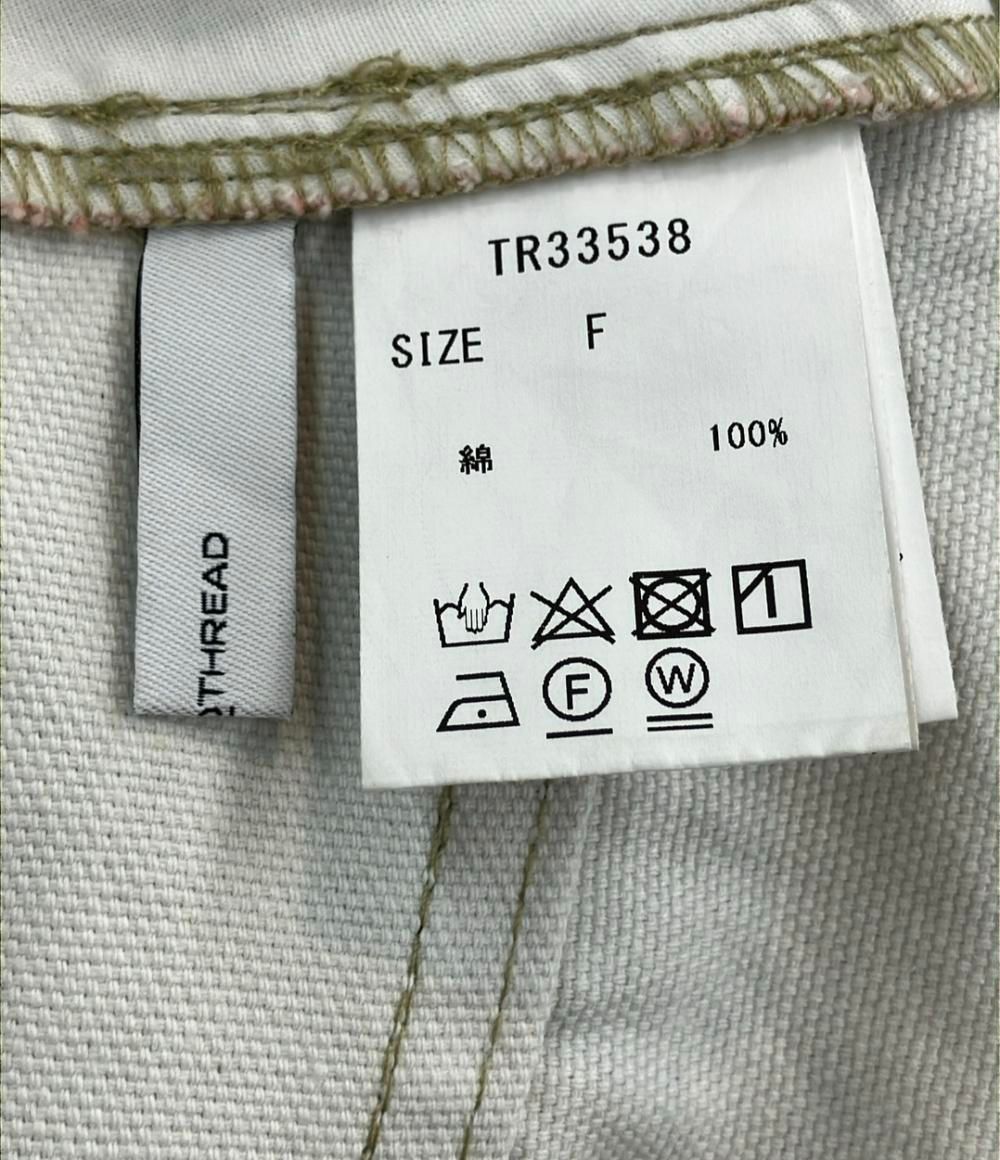 TR33538
SIZE F
綿 100%
F W
THREAD